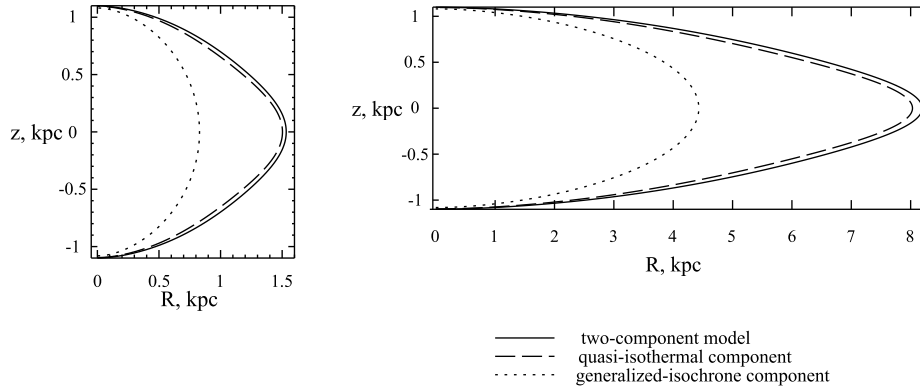 1
0.5
z, kpc 0
-0.5
-1
0 0.5 1 1.5
R, kpc
1
0.5
z, kpc 0
-0.5
-1
0 1 2 3 4 5 6 7 8
R, kpc
two-component model
quasi-isothermal component
generalized-isochrone component